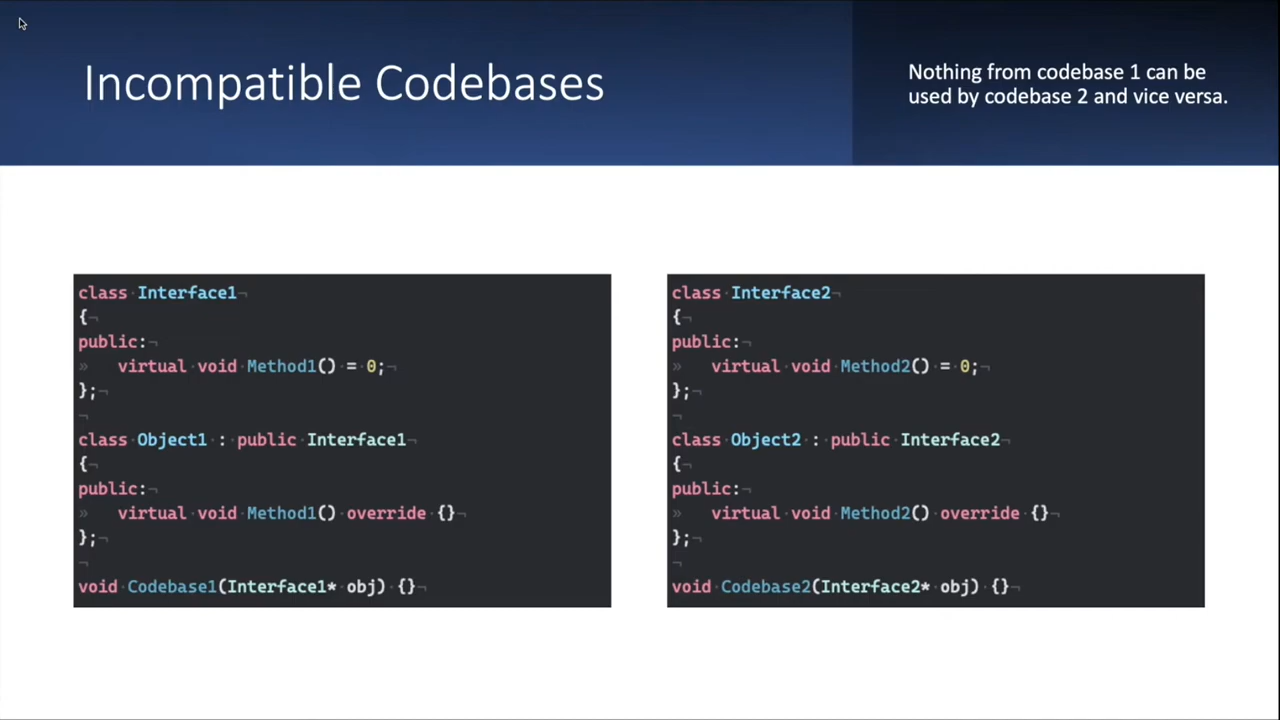 Incompatible Codebases
Nothing from codebase 1 can be
used by codebase 2 and vice versa.
class Interface1
{
public:
    virtual void Method1() = 0;
};

class Object1 : public Interface1
{
public:
    virtual void Method1() override {}
};

void Codebase1(Interface1* obj) {}
class Interface2
{
public:
    virtual void Method2() = 0;
};

class Object2 : public Interface2
{
public:
    virtual void Method2() override {}
};

void Codebase2(Interface2* obj) {}